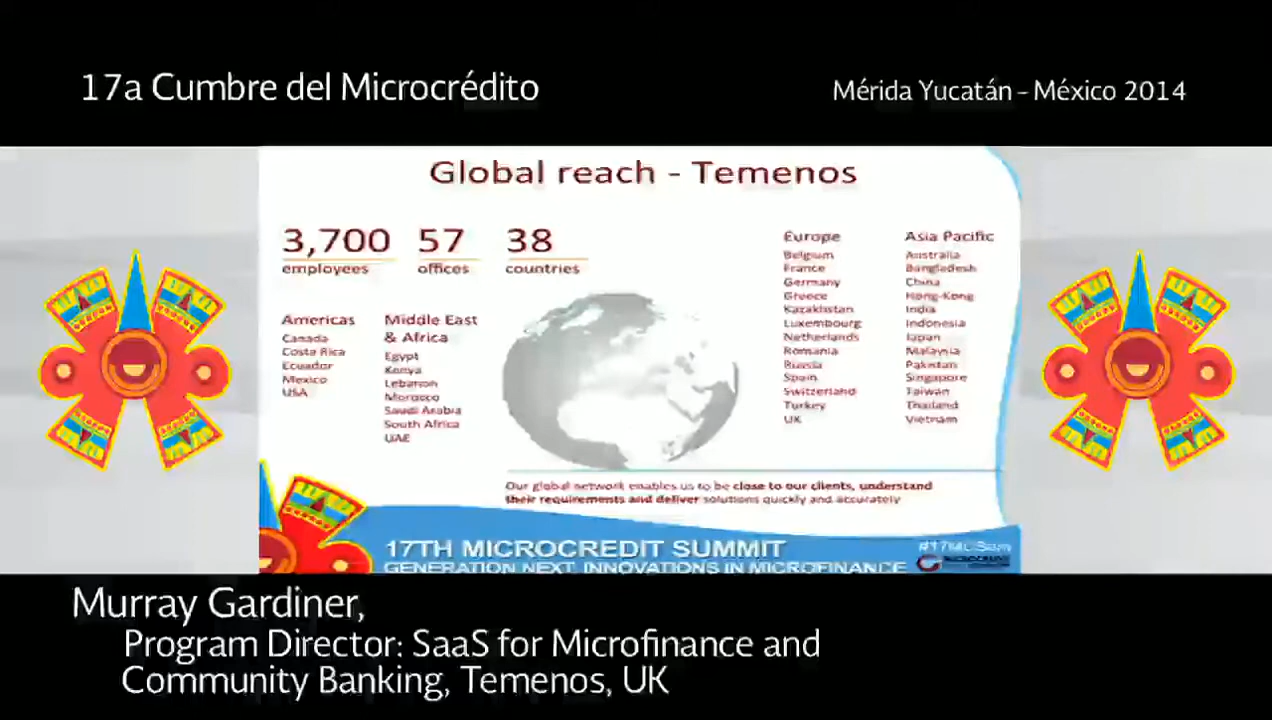 17a Cumbre del Microcrédito
Mérida Yucatán - México 2014
Global reach - Temenos
3,700
employees
57
offices
38
countries
Americas
Canada
Costa Rica
Ecuador
Mexico
USA
Middle East
& Africa
Egypt
Kenya
Lebanon
Morocco
Saudi Arabia
South Africa
UAE
Europe
Belgium
France
Germany
Greece
Kazakhstan
Luxembourg
Netherlands
Romania
Russia
Spain
Switzerland
Turkey
UK
Asia Pacific
Australia
Bangladesh
China
Hong-Kong
India
Indonesia
Japan
Malaysia
Pakistan
Singapore
Taiwan
Thailand
Vietnam
Our global network enables us to be close to our clients, understand
their requirements and deliver solutions quickly and accurately
17TH MICROCREDIT SUMMIT
GENERATION NEXT: INNOVATIONS IN MICROFINANCE
Murray Gardiner,
Program Director: SaaS for Microfinance and
Community Banking, Temenos, UK